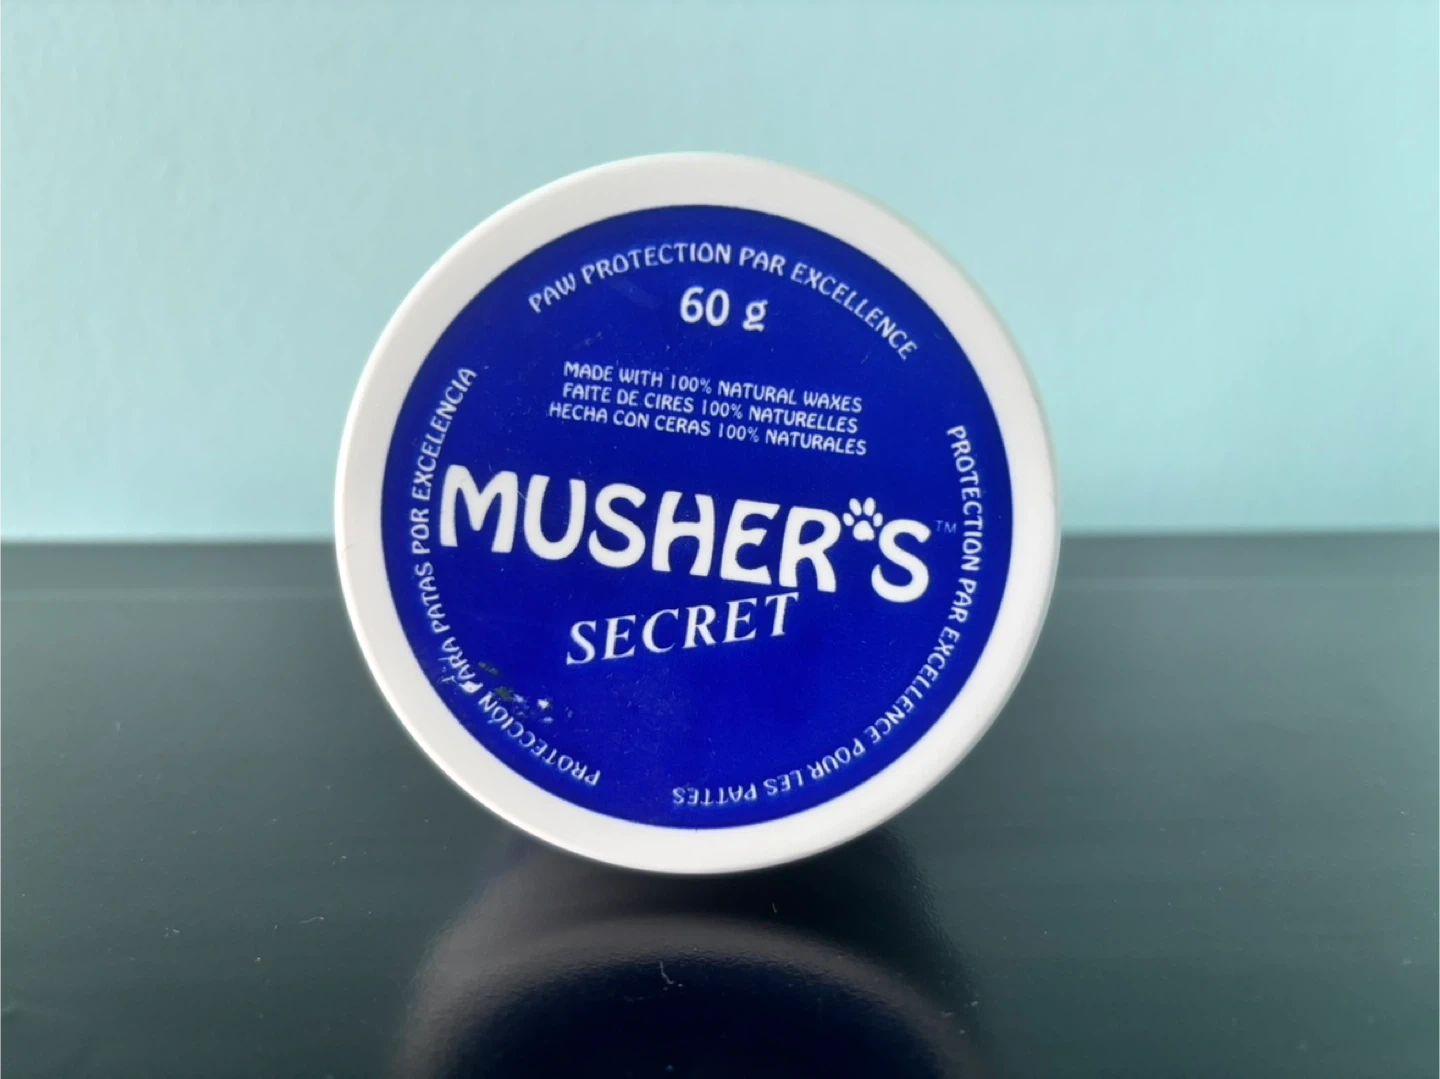 PAW PROTECTION PAR EXCELLENCE
60 g
MADE WITH 100% NATURAL WAXES
FAITE DE CIRES 100% NATURELLES
HECHA CON CERAS 100% NATURALES
MUSHER'S™
SECRET
PROTECTION PAR EXCELLENCE POUR LES PATTES
PROTECCIÓN PARA PATAS POR EXCELENCIA